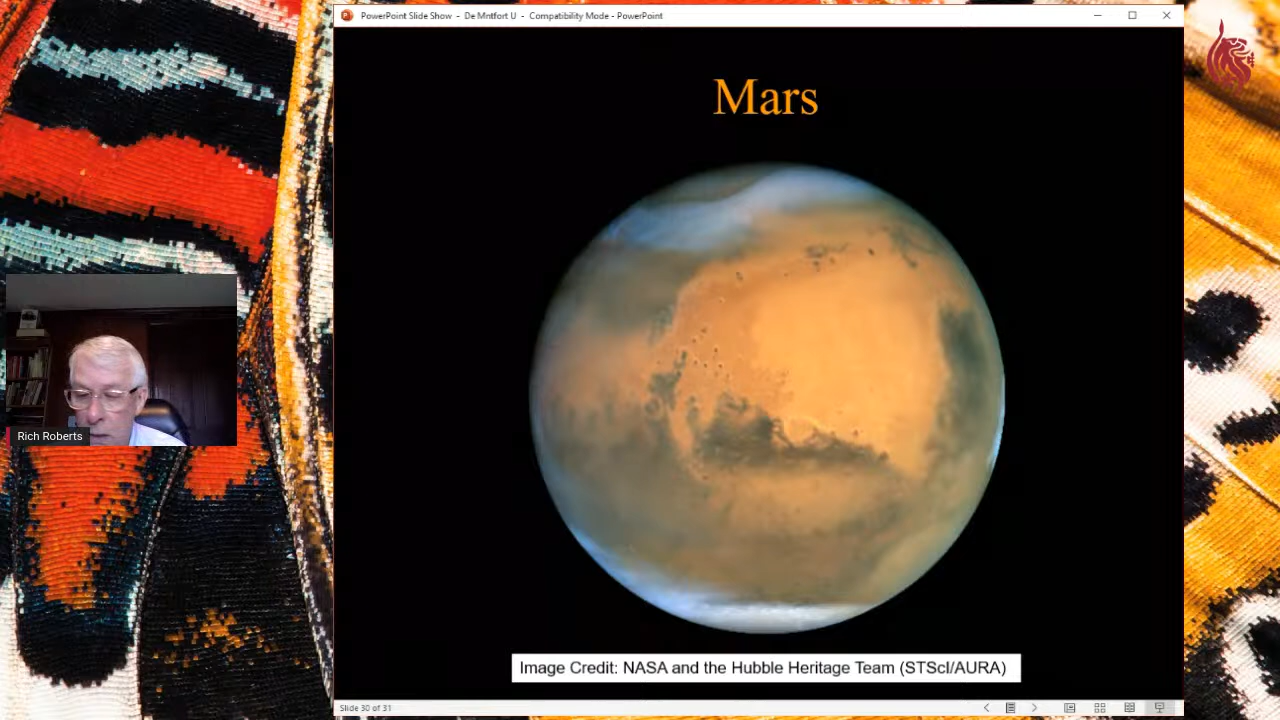 PowerPoint Slide Show - De Mntfort U - Compatibility Mode - PowerPoint
Mars
Rich Roberts
Image Credit: NASA and the Hubble Heritage Team (STScI/AURA)
Slide 30 of 31